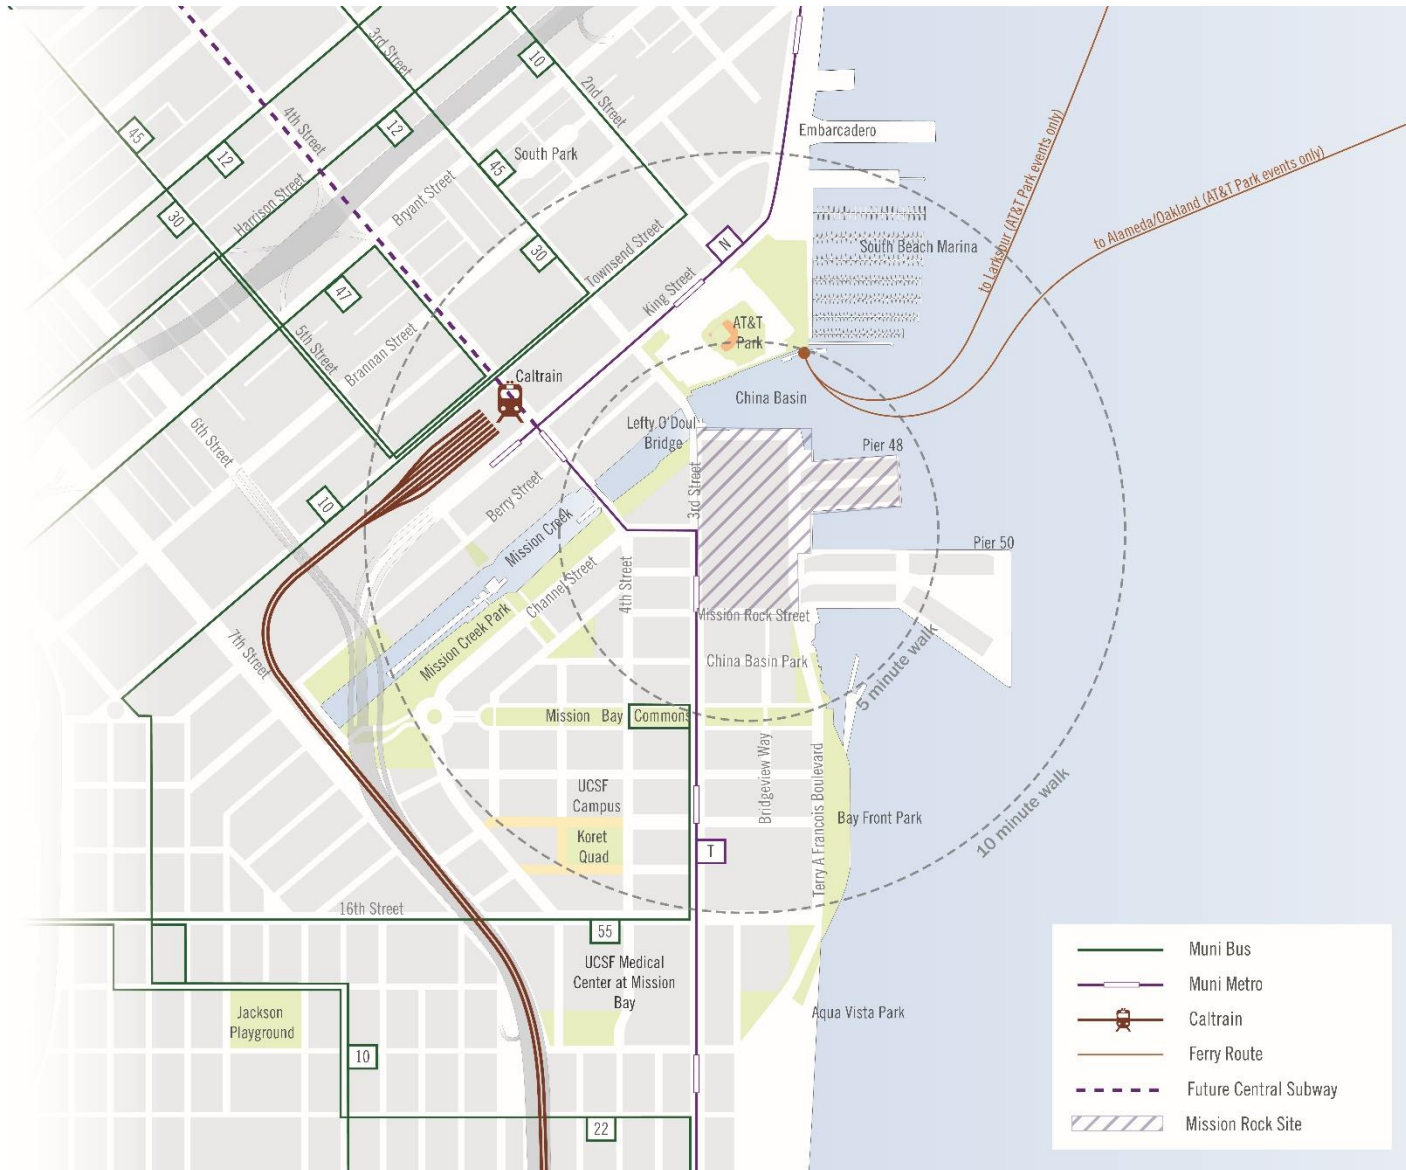 3rd Street
10
2nd Street
4th Street
12
45
Embarcadero
12
45
South Park
Harrison Street
Bryant Street
30
30
Townsend Street
N
South Beach Marina
to Larkspur (AT&T Park events only)
to Alameda/Oakland (AT&T Park events only)
47
King Street
5th Street
Brannan Street
AT&T
Park
Caltrain
China Basin
Lefty O'Doul
Bridge
6th Street
Pier 48
3rd Street
10
Berry Street
Mission Creek
Pier 50
Channel Street
4th Street
Mission Rock Street
7th Street
Mission Creek Park
China Basin Park
5 minute walk
Mission Bay Commons
Bridgeview Way
Terry A Francois Boulevard
UCSF
Campus
Bay Front Park
10 minute walk
Koret
Quad
T
16th Street
55
UCSF Medical
Center at Mission
Bay
Jackson
Playground
Aqua Vista Park
10
22
Muni Bus
Muni Metro
Caltrain
Ferry Route
Future Central Subway
Mission Rock Site